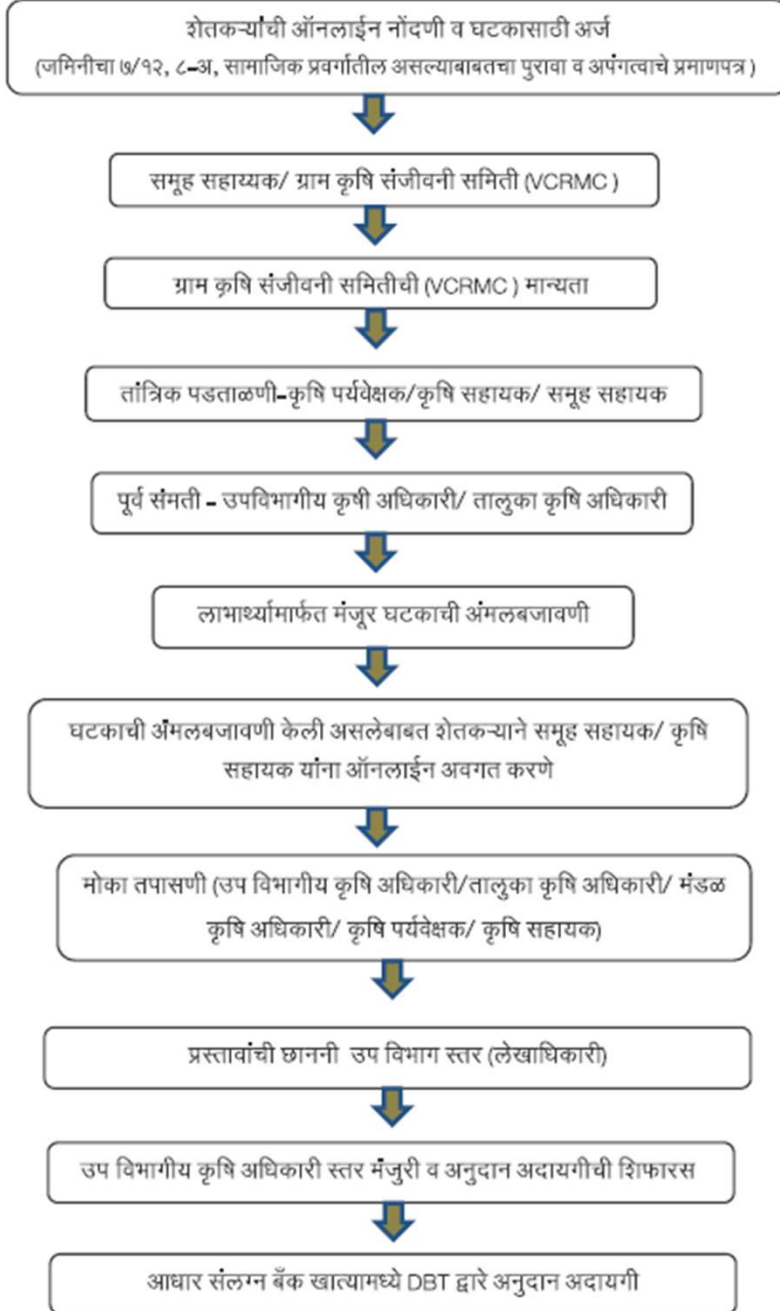 शेतकऱ्यांची ऑनलाईन नोंदणी व घटकासाठी अर्ज
(जमिनीचा ७/१२, ८-अ, सामाजिक प्रवर्गातील असल्याबाबतचा पुरावा व अपंगत्वाचे प्रमाणपत्र)
समूह सहाय्यक/ ग्राम कृषि संजीवनी समिती (VCRMC )
ग्राम कृषि संजीवनी समितीची (VCRMC ) मान्यता
तांत्रिक पडताळणी-कृषि पर्यवेक्षक/कृषि सहायक/ समूह सहायक
पूर्व संमती - उपविभागीय कृषी अधिकारी/ तालुका कृषि अधिकारी
लाभार्थ्यामार्फत मंजूर घटकाची अंमलबजावणी
घटकाची अंमलबजावणी केली असलेबाबत शेतकऱ्याने समूह सहायक/ कृषि
सहायक यांना ऑनलाईन अवगत करणे
मोका तपासणी (उप विभागीय कृषि अधिकारी/तालुका कृषि अधिकारी/ मंडळ
कृषि अधिकारी/ कृषि पर्यवेक्षक/ कृषि सहायक)
प्रस्तावांची छाननी उप विभाग स्तर (लेखाधिकारी)
उप विभागीय कृषि अधिकारी स्तर मंजुरी व अनुदान अदायगीची शिफारस
आधार संलग्न बँक खात्यामध्ये DBT द्वारे अनुदान अदायगी